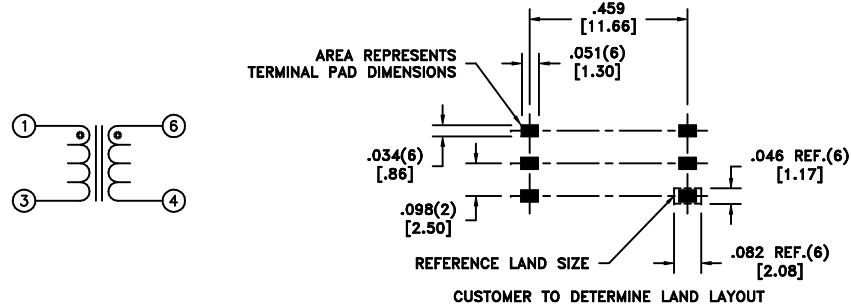 .459
[11.66]
AREA REPRESENTS
TERMINAL PAD DIMENSIONS
.051(6)
[1.30]
1
6
3
4
.034(6)
[.86]
.046 REF.(6)
[1.17]
.098(2)
[2.50]
REFERENCE LAND SIZE
.082 REF.(6)
[2.08]
CUSTOMER TO DETERMINE LAND LAYOUT